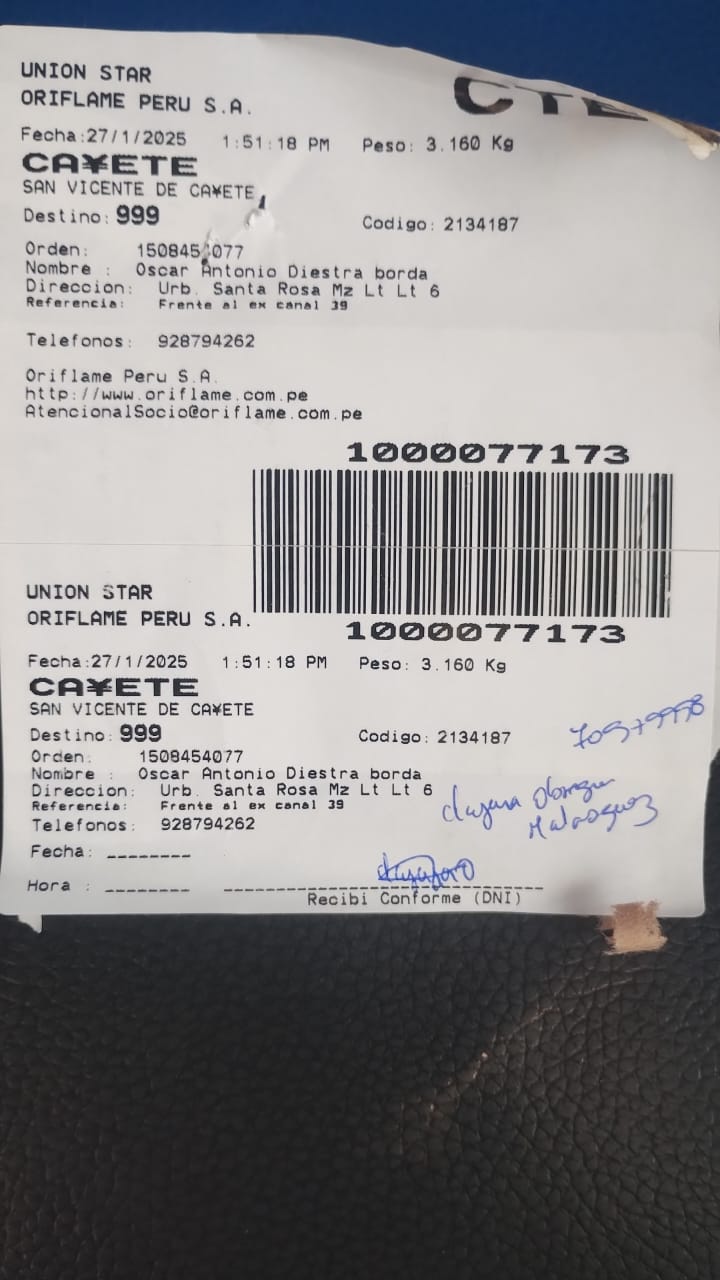 UNION STAR
ORIFLAME PERU S.A.
CTE
Fecha:27/1/2025 1:51:18 PM Peso: 3.160 Kg
CA¥ETE
SAN VICENTE DE CA¥ETE
Destino: 999 Codigo: 2134187
Orden: 1508454077
Nombre : Oscar Antonio Diestra borda
Direccion: Urb. Santa Rosa Mz Lt Lt 6
Referencia: Frente al ex canal 39
Telefonos: 928794262
Oriflame Peru S.A.
http://www.oriflame.com.pe
AtencionalSocio@oriflame.com.pe
1000077173
1000077173
UNION STAR
ORIFLAME PERU S.A.
Fecha:27/1/2025 1:51:18 PM Peso: 3.160 Kg
CA¥ETE
SAN VICENTE DE CA¥ETE
Destino: 999 Codigo: 2134187
Orden: 1508454077
Nombre : Oscar Antonio Diestra borda
Direccion: Urb. Santa Rosa Mz Lt Lt 6
Referencia: Frente al ex canal 39
Telefonos: 928794262
Fecha: ________
Hora : ________
Recibi Conforme (DNI)